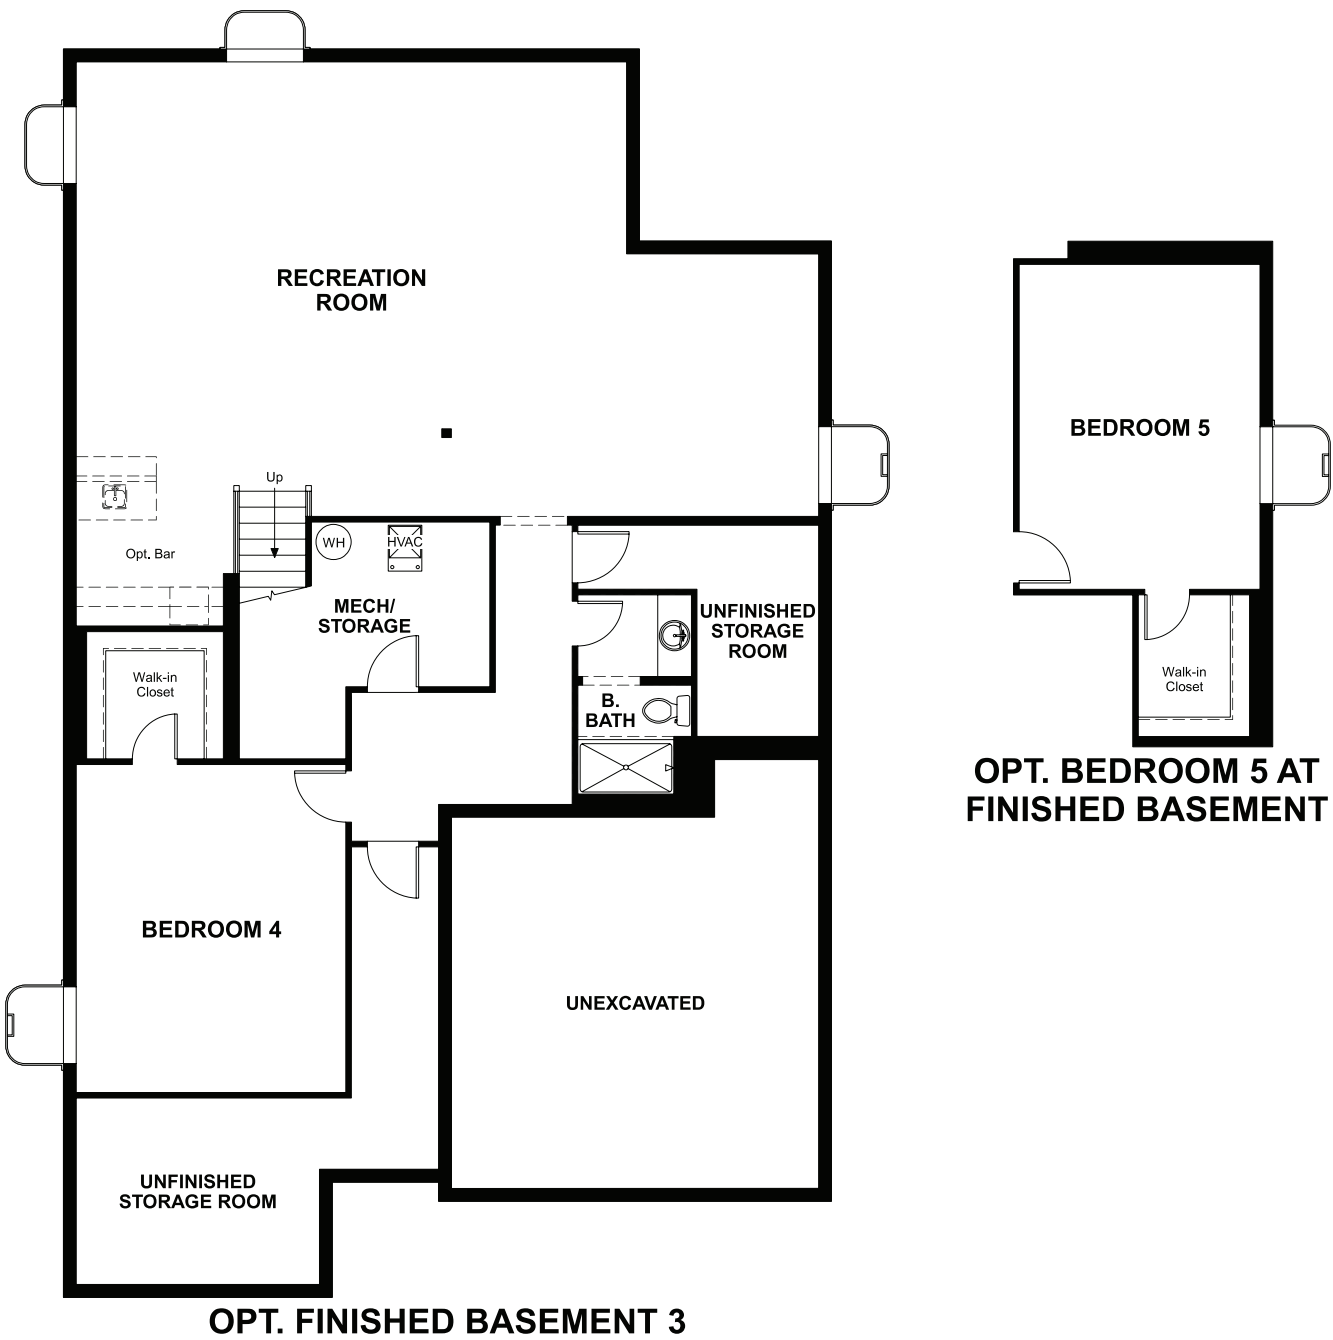 RECREATION
ROOM
Up
Opt. Bar
WH
HVAC
MECH/
STORAGE
UNFINISHED
STORAGE
ROOM
Walk-in
Closet
B.
BATH
BEDROOM 4
UNEXCAVATED
UNFINISHED
STORAGE ROOM
OPT. FINISHED BASEMENT 3
BEDROOM 5
Walk-in
Closet
OPT. BEDROOM 5 AT
FINISHED BASEMENT